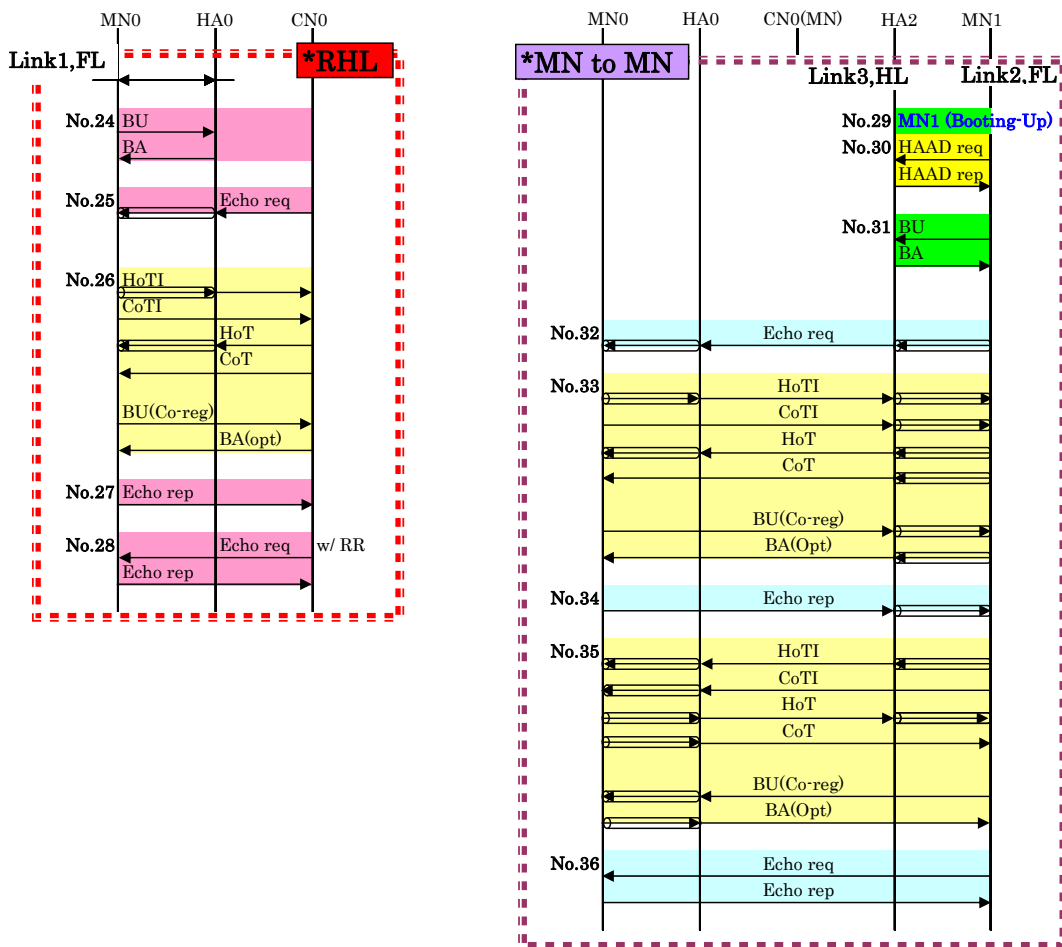 MN0 HA0 CN0
Link1,FL
*RHL
No.24 BU
BA
No.25 Echo req
No.26 HoTI
CoTI
HoT
CoT
BU(Co-reg)
BA(opt)
No.27 Echo rep
No.28 Echo req w/ RR
Echo rep
MN0 HA0 CN0(MN) HA2 MN1
*MN to MN
Link3,HL Link2,FL
No.29 MN1 (Booting-Up)
No.30 HAAD req
HAAD rep
No.31 BU
BA
No.32 Echo req
No.33 HoTI
CoTI
HoT
CoT
BU(Co-reg)
BA(Opt)
No.34 Echo rep
No.35 HoTI
CoTI
HoT
CoT
BU(Co-reg)
BA(Opt)
No.36 Echo req
Echo rep